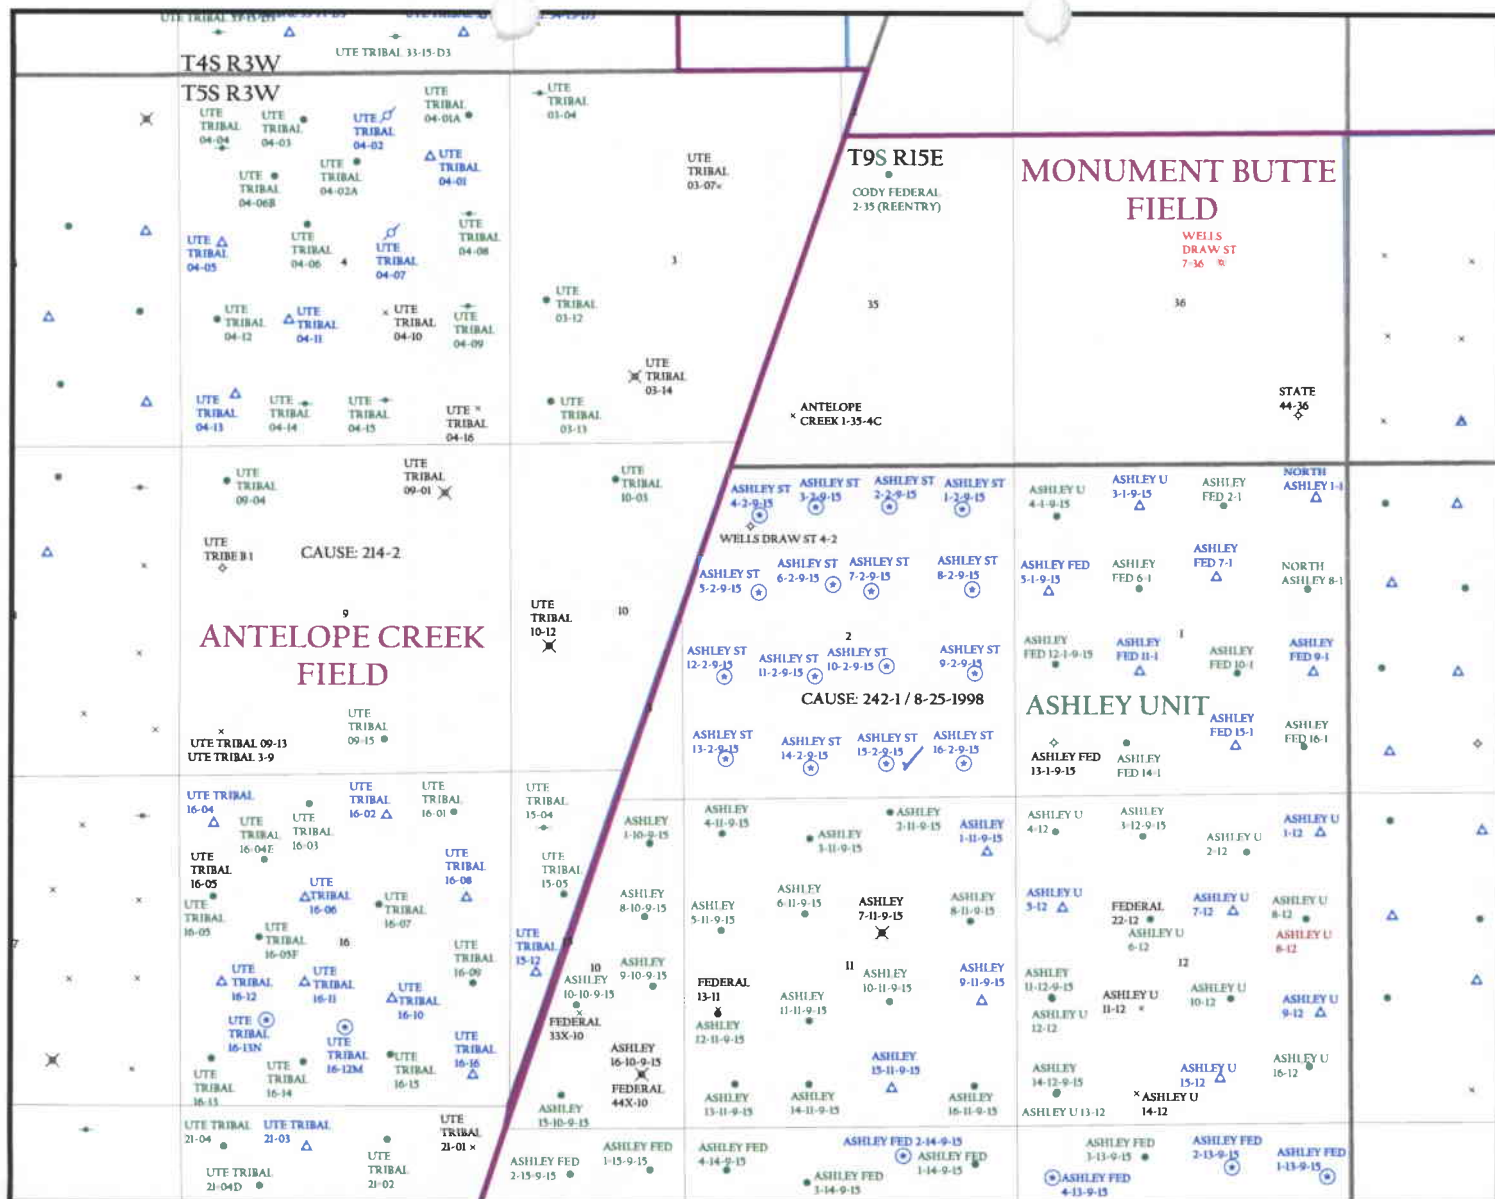 UTE TRIBAL 33-15-D3
T4S R3W
T5S R3W
UTE
TRIBAL
04-04
UTE
TRIBAL
04-03
UTE
TRIBAL
04-02
UTE
TRIBAL
04-01A
UTE
TRIBAL
03-04
UTE
TRIBAL
04-06B
UTE
TRIBAL
04-02A
UTE
TRIBAL
04-01
UTE
TRIBAL
03-07
UTE
TRIBAL
04-05
UTE
TRIBAL
04-06
4
UTE
TRIBAL
04-07
UTE
TRIBAL
04-08
3
UTE
TRIBAL
04-12
UTE
TRIBAL
04-11
UTE
TRIBAL
04-10
UTE
TRIBAL
04-09
UTE
TRIBAL
03-12
UTE
TRIBAL
03-14
UTE
TRIBAL
04-13
UTE
TRIBAL
04-14
UTE
TRIBAL
04-15
UTE
TRIBAL
04-16
UTE
TRIBAL
03-13
T9S R15E
CODY FEDERAL
2-35 (REENTRY)
MONUMENT BUTTE
FIELD
WELLS
DRAW ST
7-36
35
36
ANTELOPE
CREEK 1-35-4C
STATE
44-36
UTE
TRIBAL
09-04
UTE
TRIBAL
09-01
UTE
TRIBAL
10-03
UTE
TRIBE B 1
CAUSE: 214-2
9
ANTELOPE CREEK
FIELD
UTE
TRIBAL
10-12
10
UTE TRIBAL 09-13
UTE TRIBAL 3-9
UTE
TRIBAL
09-15
ASHLEY ST
4-2-9-15
ASHLEY ST
3-2-9-15
ASHLEY ST
2-2-9-15
ASHLEY ST
1-2-9-15
WELLS DRAW ST 4-2
ASHLEY ST
5-2-9-15
ASHLEY ST
6-2-9-15
ASHLEY ST
7-2-9-15
ASHLEY ST
8-2-9-15
2
ASHLEY ST
12-2-9-15
ASHLEY ST
11-2-9-15
ASHLEY ST
10-2-9-15
ASHLEY ST
9-2-9-15
CAUSE: 242-1 / 8-25-1998
ASHLEY ST
13-2-9-15
ASHLEY ST
14-2-9-15
ASHLEY ST
15-2-9-15
ASHLEY ST
16-2-9-15
ASHLEY U
4-1-9-15
ASHLEY U
3-1-9-15
ASHLEY
FED 2-1
NORTH
ASHLEY 1-1
ASHLEY FED
5-1-9-15
ASHLEY
FED 6-1
ASHLEY
FED 7-1
NORTH
ASHLEY 8-1
1
ASHLEY
FED 12-1-9-15
ASHLEY
FED 11-1
ASHLEY
FED 10-1
ASHLEY
FED 9-1
ASHLEY UNIT
ASHLEY FED
13-1-9-15
ASHLEY
FED 14-1
ASHLEY
FED 15-1
ASHLEY
FED 16-1
UTE TRIBAL
16-04
UTE
TRIBAL
16-04E
UTE
TRIBAL
16-03
UTE
TRIBAL
16-02
UTE
TRIBAL
16-01
UTE
TRIBAL
15-04
UTE
TRIBAL
16-05
UTE
TRIBAL
16-05
UTE
TRIBAL
16-06
UTE
TRIBAL
16-07
UTE
TRIBAL
16-08
UTE
TRIBAL
15-05
UTE
TRIBAL
16-05F
16
UTE
TRIBAL
16-09
UTE
TRIBAL
15-12
UTE
TRIBAL
16-12
UTE
TRIBAL
16-11
UTE
TRIBAL
16-10
UTE
TRIBAL
16-13N
UTE
TRIBAL
16-12M
UTE
TRIBAL
16-16
UTE
TRIBAL
16-13
UTE
TRIBAL
16-14
UTE
TRIBAL
16-15
UTE TRIBAL
21-04
UTE TRIBAL
21-03
UTE
TRIBAL
21-01
UTE TRIBAL
21-04D
UTE
TRIBAL
21-02
ASHLEY
1-10-9-15
ASHLEY
8-10-9-15
10
ASHLEY
9-10-9-15
ASHLEY
10-10-9-15
FEDERAL
33X-10
ASHLEY
16-10-9-15
FEDERAL
44X-10
ASHLEY
15-10-9-15
ASHLEY
4-11-9-15
ASHLEY
3-11-9-15
ASHLEY
2-11-9-15
ASHLEY
1-11-9-15
ASHLEY
5-11-9-15
ASHLEY
6-11-9-15
ASHLEY
7-11-9-15
ASHLEY
8-11-9-15
11
FEDERAL
13-11
ASHLEY
12-11-9-15
ASHLEY
11-11-9-15
ASHLEY
10-11-9-15
ASHLEY
9-11-9-15
ASHLEY
13-11-9-15
ASHLEY
14-11-9-15
ASHLEY
15-11-9-15
ASHLEY
16-11-9-15
ASHLEY U
4-12
ASHLEY
3-12-9-15
ASHLEY U
2-12
ASHLEY U
1-12
ASHLEY U
5-12
FEDERAL
22-12
ASHLEY U
6-12
ASHLEY U
7-12
ASHLEY U
8-12
ASHLEY U
8-12
12
ASHLEY
11-12-9-15
ASHLEY U
12-12
ASHLEY U
11-12
ASHLEY U
10-12
ASHLEY U
9-12
ASHLEY
14-12-9-15
ASHLEY U 13-12
ASHLEY U
14-12
ASHLEY U
15-12
ASHLEY U
16-12
ASHLEY FED
2-15-9-15
ASHLEY FED
1-15-9-15
ASHLEY FED
4-14-9-15
ASHLEY FED
3-14-9-15
ASHLEY FED 2-14-9-15
ASHLEY FED
1-14-9-15
ASHLEY FED
4-13-9-15
ASHLEY FED
3-13-9-15
ASHLEY FED
2-13-9-15
ASHLEY FED
1-13-9-15